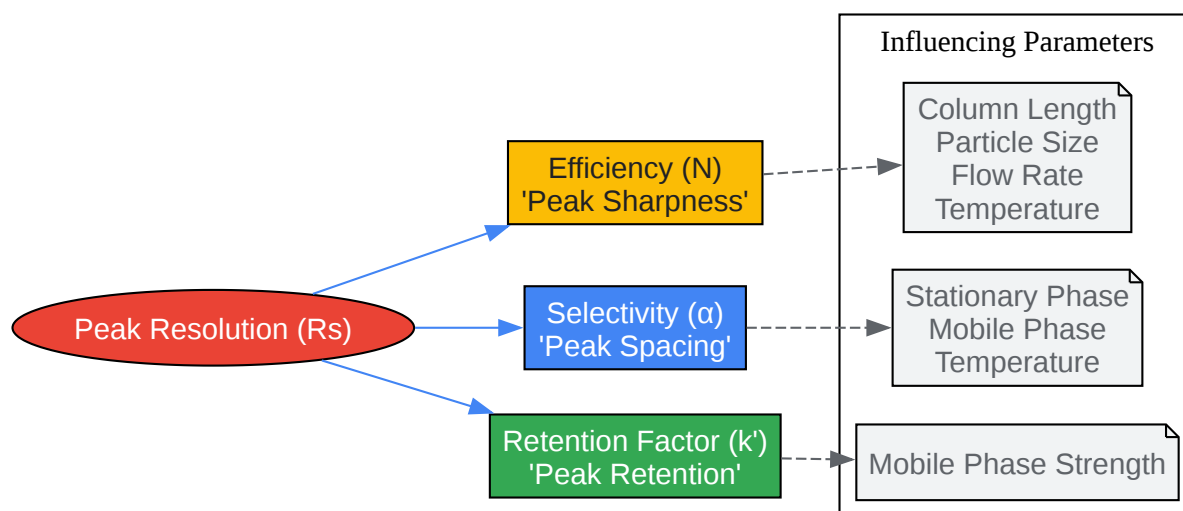 Influencing Parameters
Peak Resolution (Rs)
Efficiency (N)
'Peak Sharpness'
Column Length
Particle Size
Flow Rate
Temperature
Selectivity (α)
'Peak Spacing'
Stationary Phase
Mobile Phase
Temperature
Retention Factor (k')
'Peak Retention'
Mobile Phase Strength